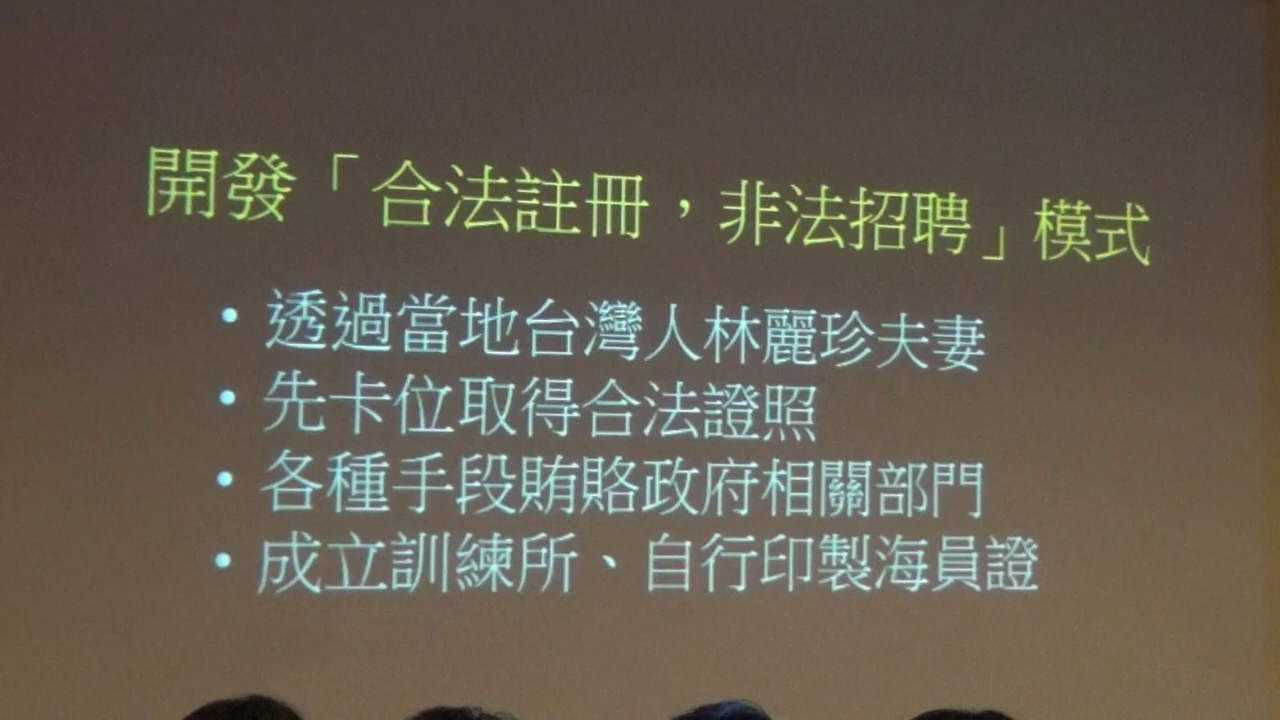 開發「合法註冊，非法招聘」模式
• 透過當地台灣人林麗珍夫妻
• 先卡位取得合法證照
• 各種手段賄賂政府相關部門
• 成立訓練所、自行印製海員證